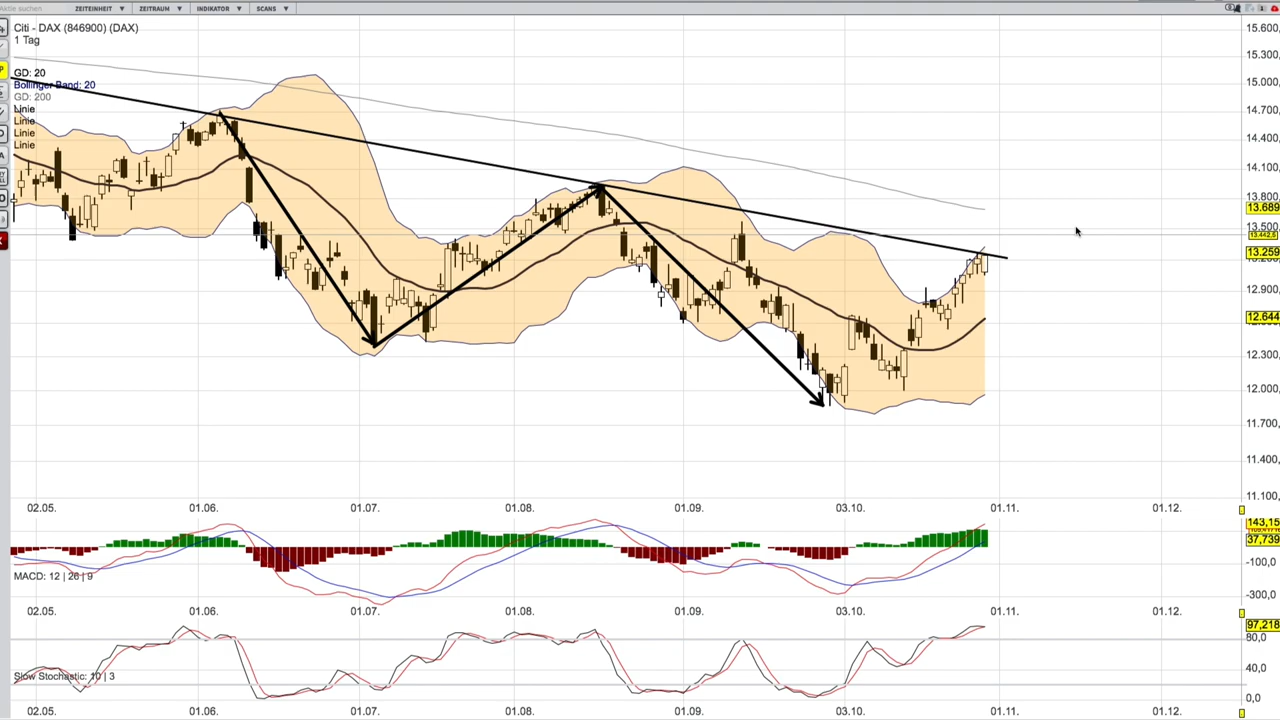 Aktie suchen ZEITEINHEIT ▼ ZEITRAUM ▼ INDIKATOR ▼ SCANS ▼
Citi - DAX (846900) (DAX)
1 Tag
GD: 20
Bollinger Band: 20
GD: 200
Linie
Linie
Linie
Linie
15.600,
15.300,
15.000,
14.700,
14.400,
14.100,
13.800,
13.689
13.500,
13.259
12.900,
12.644
12.300,
12.000,
11.700,
11.400,
11.100,
02.05. 01.06. 01.07. 01.08. 01.09. 03.10. 01.11. 01.12.
143,15
37,739
-100,0
-300,0
MACD: 12 | 26 | 9
02.05. 01.06. 01.07. 01.08. 01.09. 03.10. 01.11. 01.12.
97,218
80,0
40,0
0,0
Slow Stochastic: 10 | 3
02.05. 01.06. 01.07. 01.08. 01.09. 03.10. 01.11. 01.12.